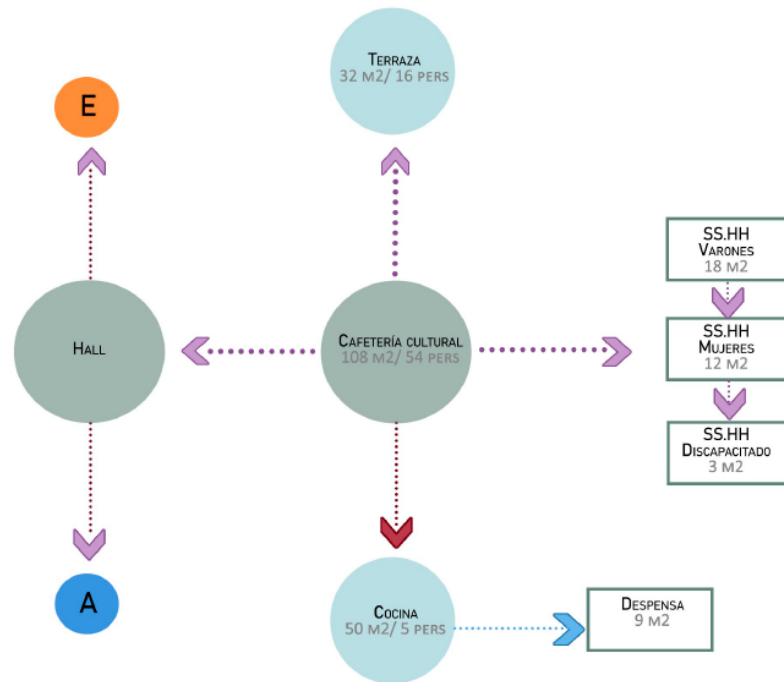 Terraza
32 m2/ 16 pers
E
SS.HH
Varones
18 m2
Hall
Cafetería cultural
108 m2/ 54 pers
SS.HH
Mujeres
12 m2
SS.HH
Discapacitado
3 m2
A
Cocina
50 m2/ 5 pers
Despensa
9 m2